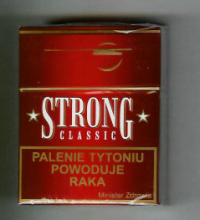 STRONG
CLASSIC
PALENIE TYTONIU
POWODUJE
RAKA
Minister Zdrowia